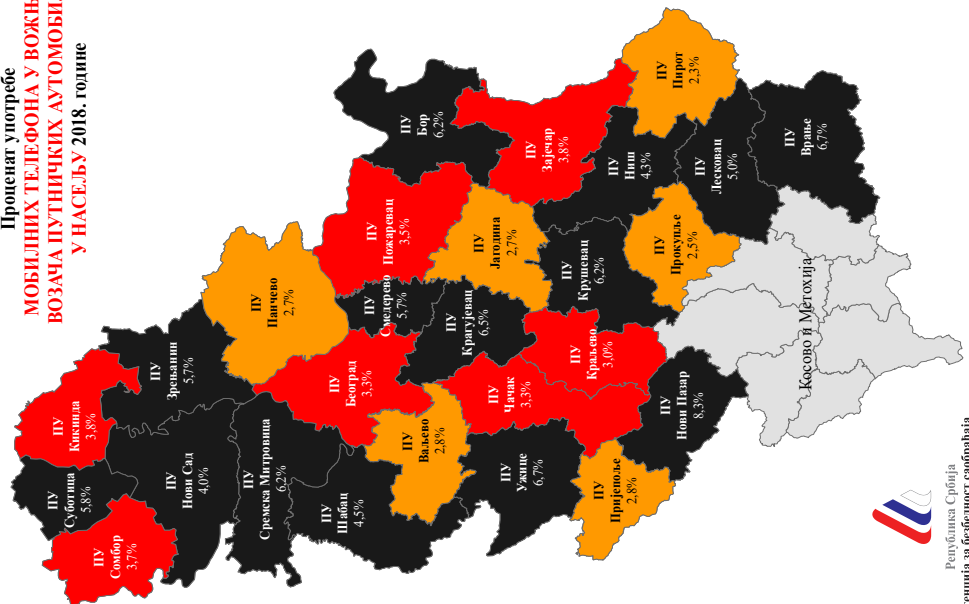 Проценат употребе
МОБИЛНИХ ТЕЛЕФОНА У
ВОЗАЧА ПУТНИЧКИХ
У НАСЕЉУ 2018. године
ПУ
Суботица
5,8%
ПУ
Сомбор
3,7%
ПУ
Кикинда
3,8%
ПУ
Нови Сад
4,0%
ПУ
Зрењанин
5,7%
ПУ
Сремска Митровица
6,2%
ПУ
Панчево
2,7%
ПУ
Шабац
4,5%
ПУ
Београд
3,3%
ПУ
Ваљево
2,8%
ПУ
Смедерево
5,7%
ПУ
Пожаревац
3,5%
ПУ
Бор
6,2%
ПУ
Крагујевац
6,5%
ПУ
Јагодина
2,7%
ПУ
Зајечар
3,8%
ПУ
Ужице
6,7%
ПУ
Чачак
3,3%
ПУ
Краљево
3,0%
ПУ
Крушевац
6,2%
ПУ
Ниш
4,3%
ПУ
Пирот
2,3%
ПУ
Пријепоље
2,8%
ПУ
Нови Пазар
8,3%
ПУ
Прокупље
2,5%
ПУ
Лесковац
5,0%
ПУ
Врање
6,7%
Косово и Метохија
Република Србија
безбедност саобраћаја